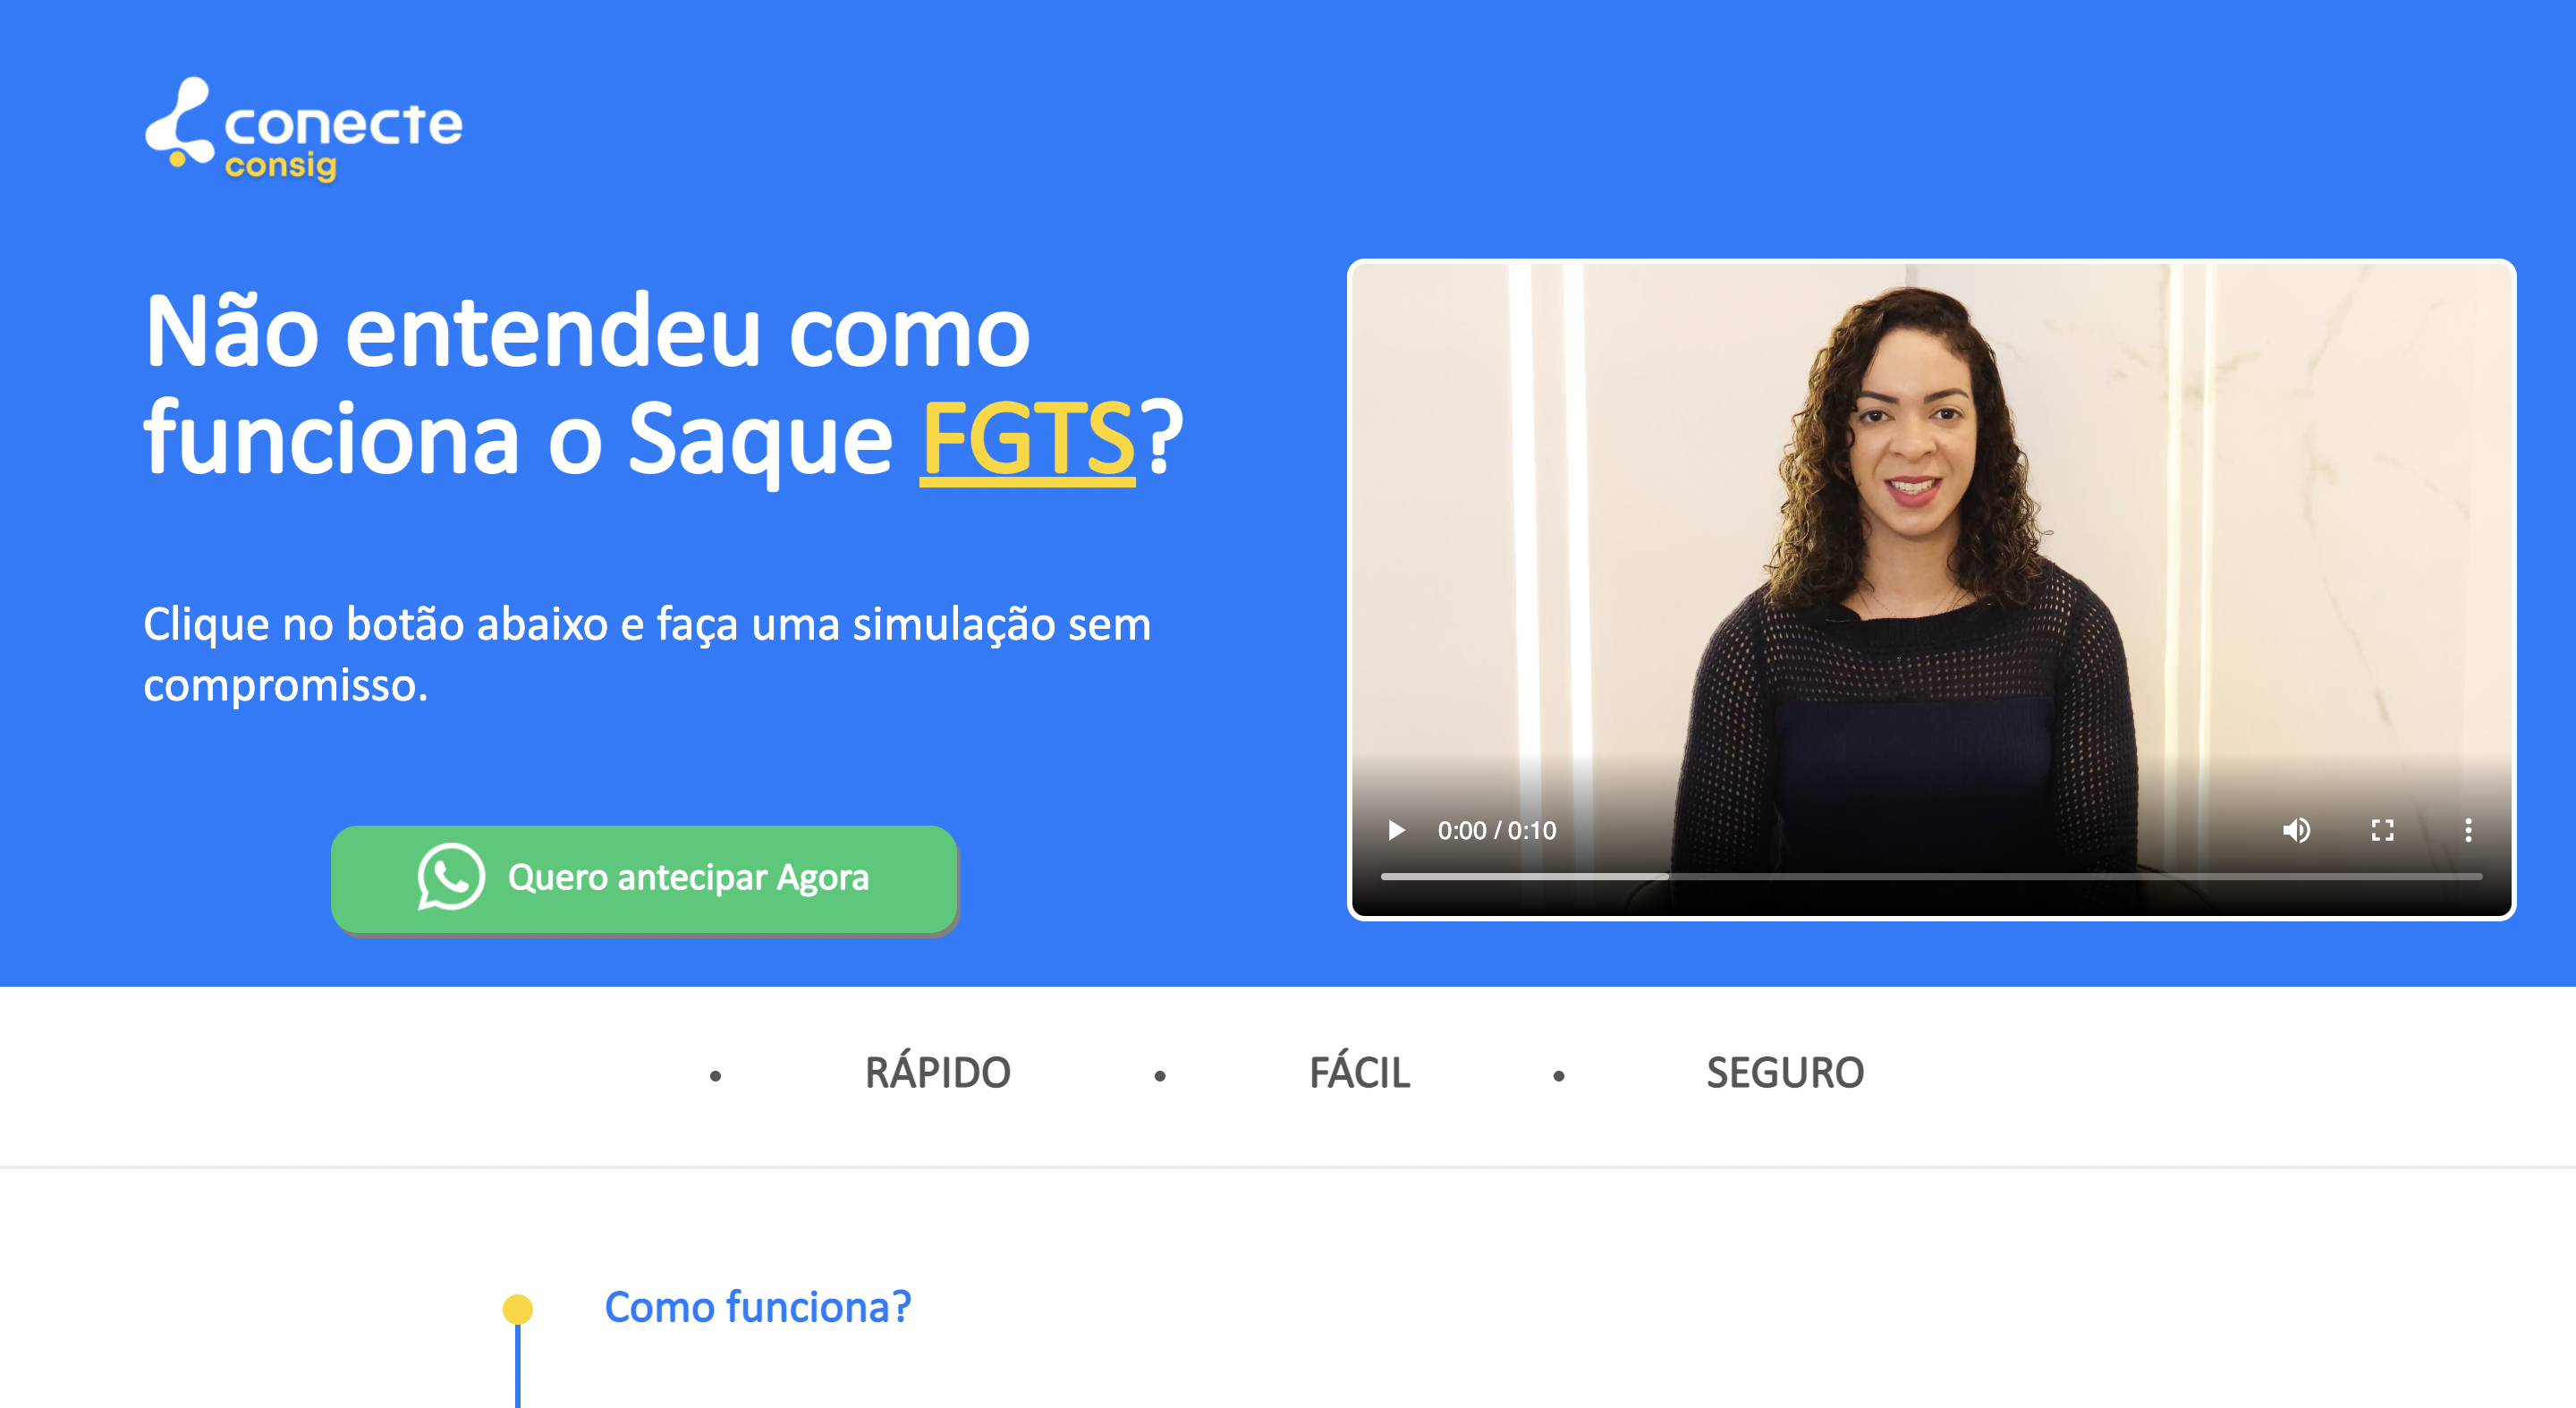 conecte
consig
Não entendeu como
funciona o Saque FGTS?
Clique no botão abaixo e faça uma simulação sem
compromisso.
Quero antecipar Agora
0:00 / 0:10
• RÁPIDO • FÁCIL • SEGURO
Como funciona?